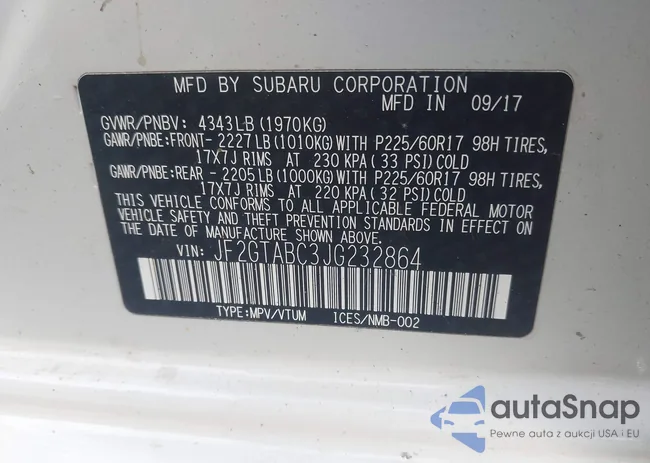 MFD BY SUBARU CORPORATION
MFD IN 09/17
GVWR/PNBV: 4343LB(1970KG)
GAWR/PNBE:FRONT- 2227LB(1010KG)WITH P225/60R17 98H TIRES,
17X7J RIMS AT 230KPA(33 PSI)COLD
GAWR/PNBE:REAR - 2205LB(1000KG)WITH P225/60R17 98H TIRES,
17X7J RIMS AT 220KPA(32 PSI)COLD
THIS VEHICLE CONFORMS TO ALL APPLICABLE FEDERAL MOTOR
VEHICLE SAFETY AND THEFT PREVENTION STANDARDS IN EFFECT ON
THE DATE OF MANUFACTURE SHOWN ABOVE.
VIN: JF2GTABC3JG232864
TYPE:MPV/VTUM ICES/NMB-002
autaSnap
Pewne auta z aukcji USA i EU